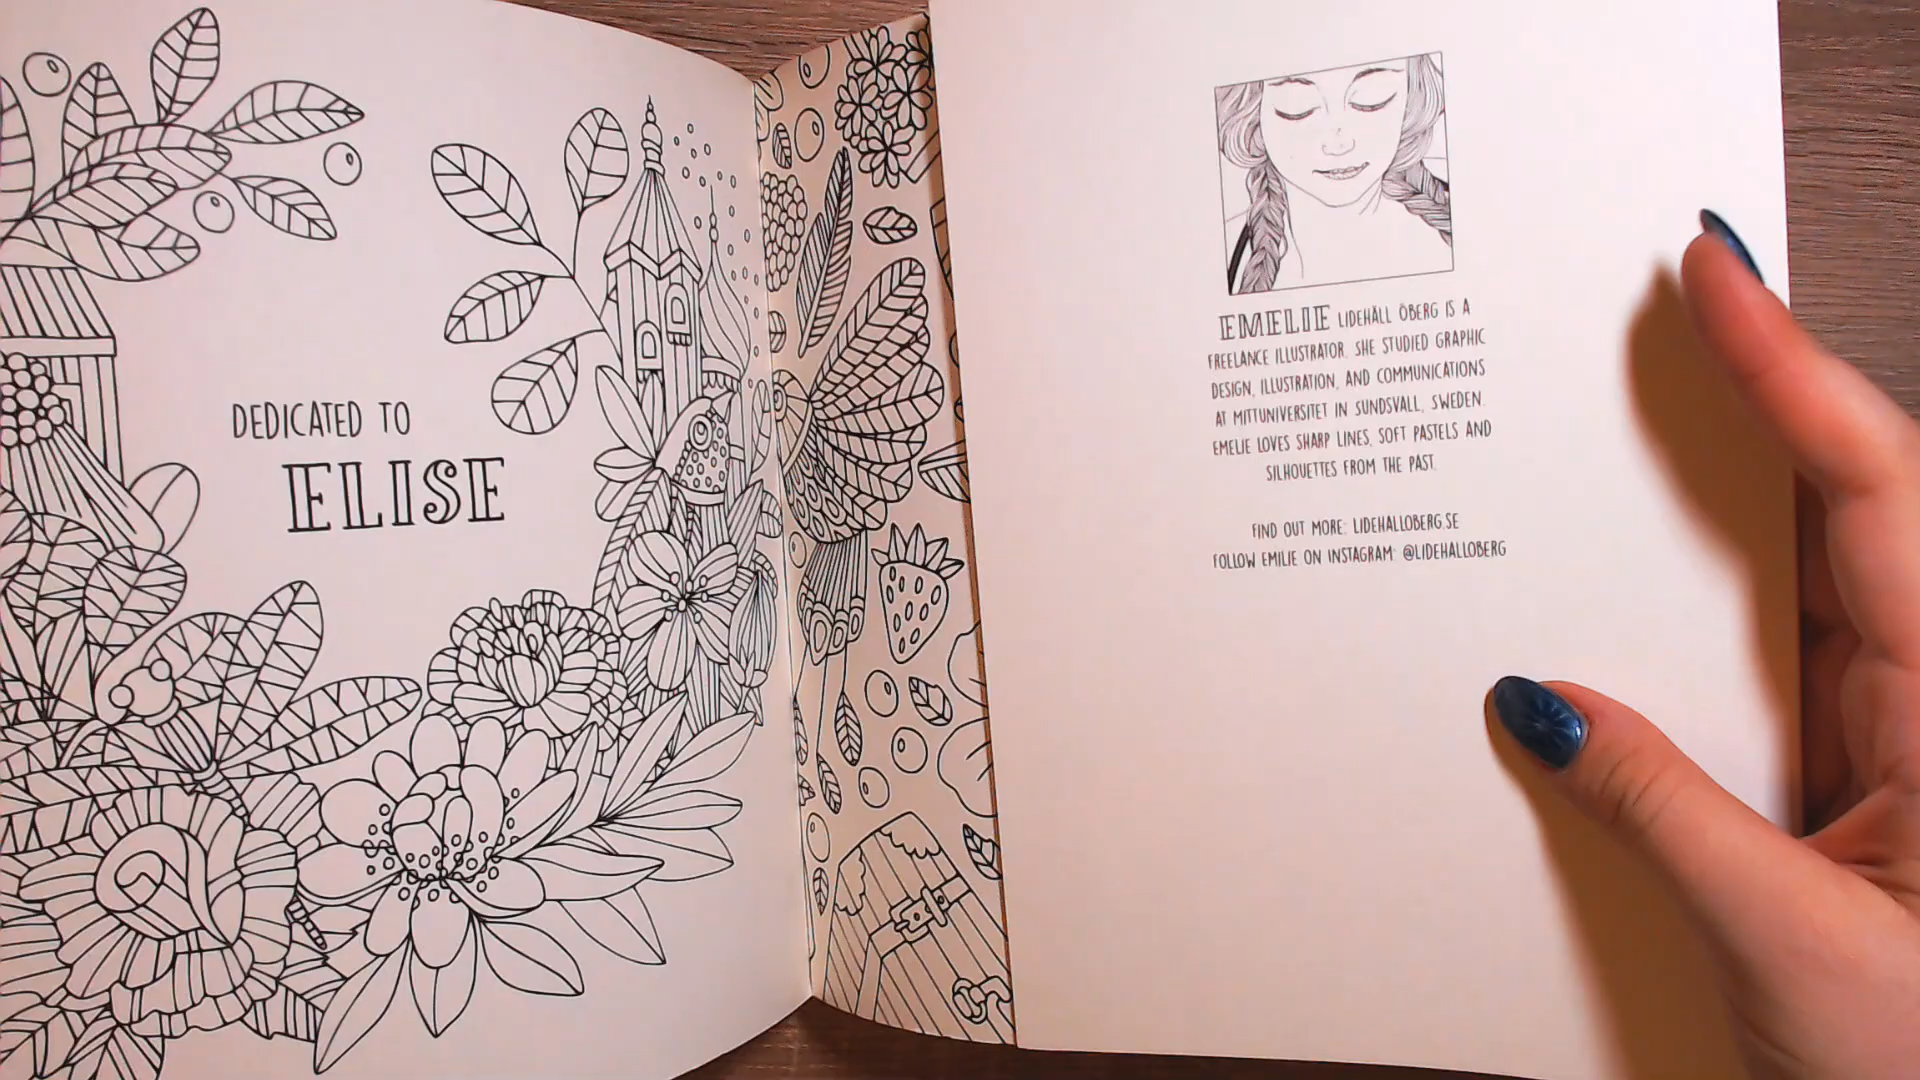 DEDICATED TO
ELISE
EMELIE LIDEHÄLL ÖBERG IS A
FREELANCE ILLUSTRATOR. SHE STUDIED GRAPHIC
DESIGN, ILLUSTRATION, AND COMMUNICATIONS
AT MITTUNIVERSITET IN SUNDSVALL, SWEDEN.
EMELIE LOVES SHARP LINES, SOFT PASTELS AND
SILHOUETTES FROM THE PAST.
FIND OUT MORE: LIDEHALLOBERG.SE
FOLLOW EMILIE ON INSTAGRAM: @LIDEHALLOBERG